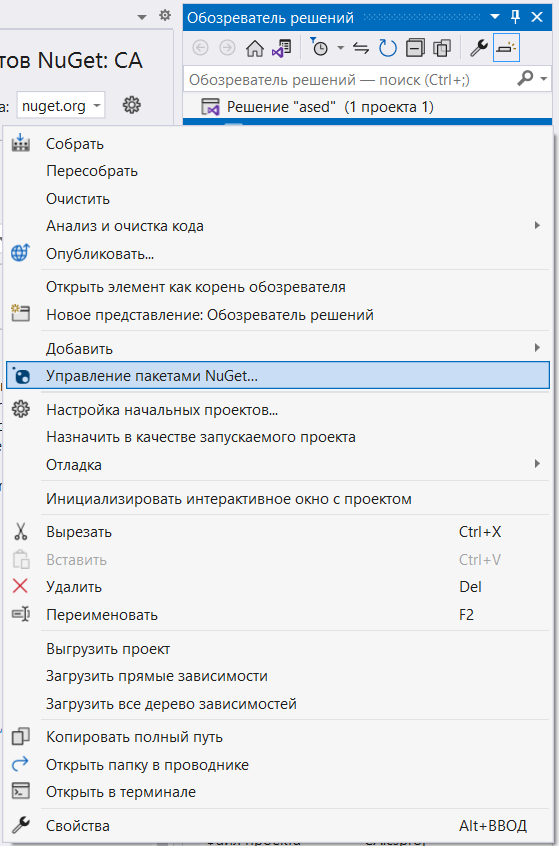 Обозреватель решений
тов NuGet: CA
а:
nuget.org
Обозреватель решений — поиск (Ctrl+;)
Решение "ased" (1 проекта 1)
Собрать
Пересобрать
Очистить
Анализ и очистка кода
Опубликовать...
Открыть элемент как корень обозревателя
Новое представление: Обозреватель решений
Добавить
Управление пакетами NuGet...
Настройка начальных проектов...
Назначить в качестве запускаемого проекта
Отладка
Инициализировать интерактивное окно с проектом
Вырезать Ctrl+X
Вставить Ctrl+V
Удалить Del
Переименовать F2
Выгрузить проект
Загрузить прямые зависимости
Загрузить все дерево зависимостей
Копировать полный путь
Открыть папку в проводнике
Открыть в терминале
Свойства Alt+ВВОД